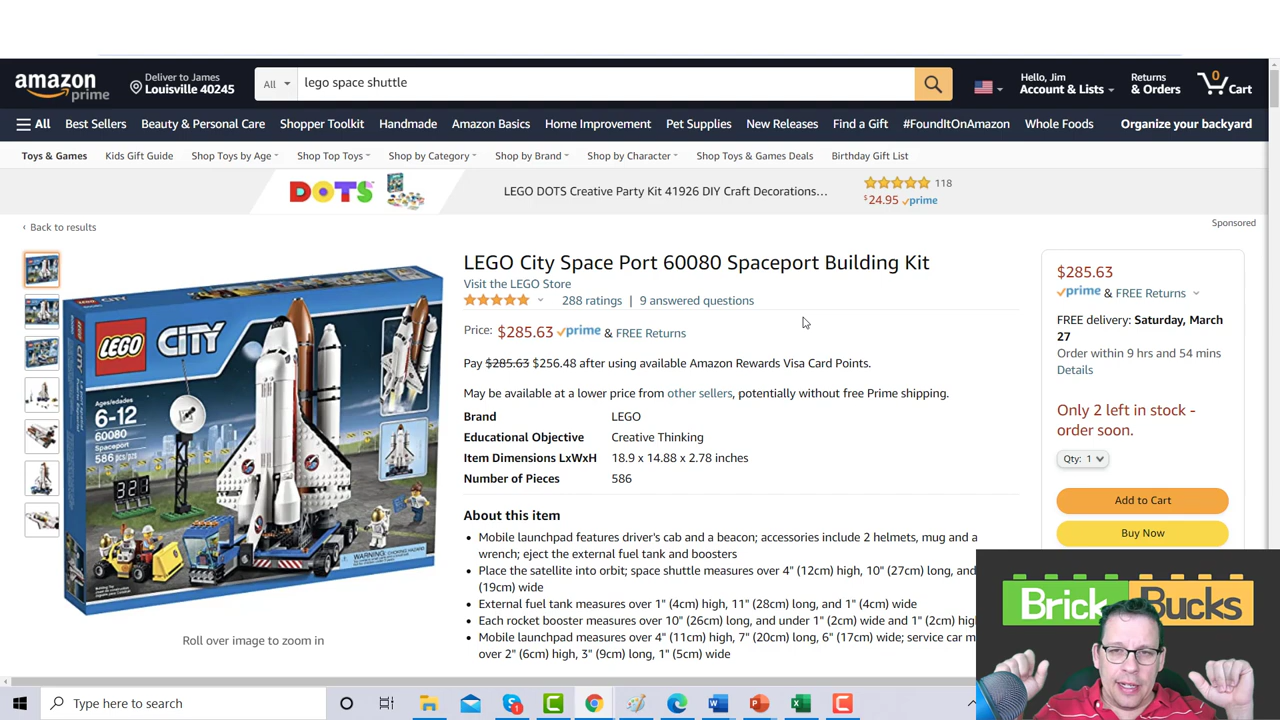 amazon
prime
Deliver to James
Louisville 40245
All
lego space shuttle
Hello, Jim
Account & Lists
Returns
& Orders
0
Cart
All
Best Sellers
Beauty & Personal Care
Shopper Toolkit
Handmade
Amazon Basics
Home Improvement
Pet Supplies
New Releases
Find a Gift
#FoundItOnAmazon
Whole Foods
Organize your backyard
Toys & Games
Kids Gift Guide
Shop Toys by Age
Shop Top Toys
Shop by Category
Shop by Brand
Shop by Character
Shop Toys & Games Deals
Birthday Gift List
DOTS
LEGO DOTS Creative Party Kit 41926 DIY Craft Decorations…
118
$24.95 prime
Sponsored
‹ Back to results
LEGO CITY
Ages/edades
6-12
60080
Spaceport
586 pcs/pzs
321
WARNING:
Roll over image to zoom in
LEGO City Space Port 60080 Spaceport Building Kit
Visit the LEGO Store
288 ratings | 9 answered questions
Price: $285.63 prime & FREE Returns
Pay $285.63 $256.48 after using available Amazon Rewards Visa Card Points.
May be available at a lower price from other sellers, potentially without free Prime shipping.
Brand LEGO
Educational Objective Creative Thinking
Item Dimensions LxWxH 18.9 x 14.88 x 2.78 inches
Number of Pieces 586
About this item
• Mobile launchpad features driver's cab and a beacon; accessories include 2 helmets, mug and a
wrench; eject the external fuel tank and boosters
• Place the satellite into orbit; space shuttle measures over 4" (12cm) high, 10" (27cm) long, and
(19cm) wide
• External fuel tank measures over 1" (4cm) high, 11" (28cm) long, and 1" (4cm) wide
• Each rocket booster measures over 10" (26cm) long, and under 1" (2cm) wide and 1" (2cm) hig
• Mobile launchpad measures over 4" (11cm) high, 7" (20cm) long, 6" (17cm) wide; service car m
over 2" (6cm) high, 3" (9cm) long, 1" (5cm) wide
$285.63
prime & FREE Returns
FREE delivery: Saturday, March
27
Order within 9 hrs and 54 mins
Details
Only 2 left in stock -
order soon.
Qty: 1
Add to Cart
Buy Now
Brick Bucks
Type here to search